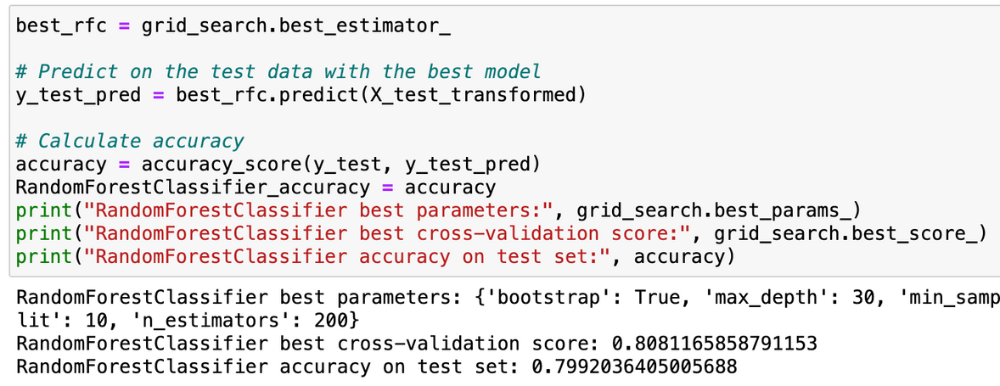 best_rfc = grid_search.best_estimator_
# Predict on the test data with the best model
y_test_pred = best_rfc.predict(X_test_transformed)
# Calculate accuracy
accuracy = accuracy_score(y_test, y_test_pred)
RandomForestClassifier_accuracy = accuracy
print("RandomForestClassifier best parameters:", grid_search.best_params_)
print("RandomForestClassifier best cross-validation score:", grid_search.best_score_)
print("RandomForestClassifier accuracy on test set:", accuracy)
RandomForestClassifier best parameters: {'bootstrap': True, 'max_depth': 30, 'min_samp
lit': 10, 'n_estimators': 200}
RandomForestClassifier best cross-validation score: 0.8081165858791153
RandomForestClassifier accuracy on test set: 0.7992036405005688